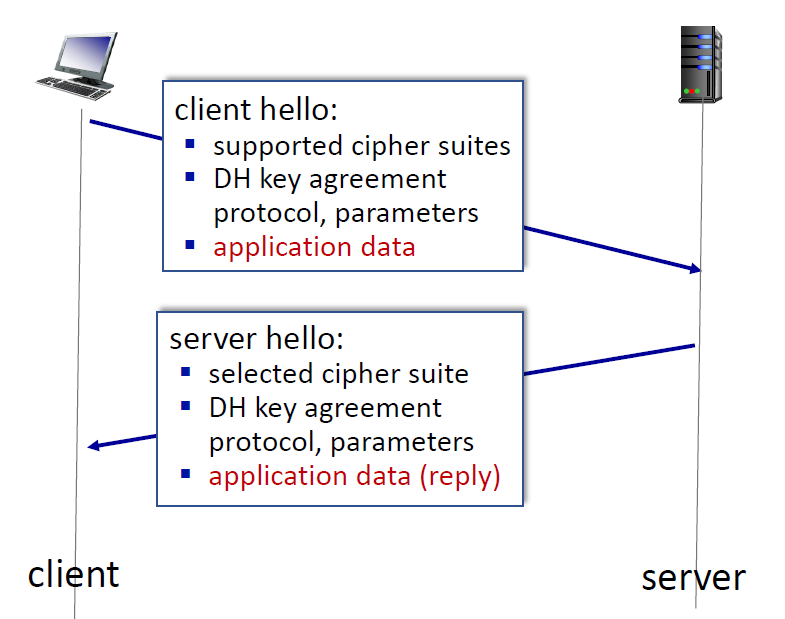 client hello:
▪ supported cipher suites
▪ DH key agreement
protocol, parameters
▪ application data
server hello:
▪ selected cipher suite
▪ DH key agreement
protocol, parameters
▪ application data (reply)
client
server